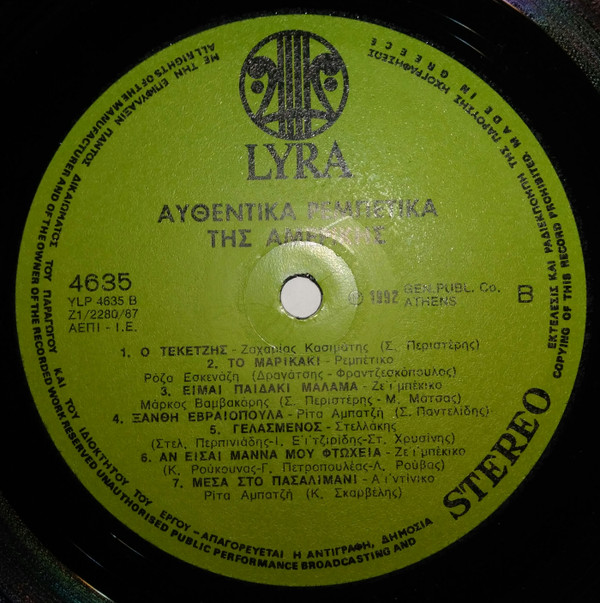 LYRA
ΑΥΘΕΝΤΙΚΑ ΡΕΜΠΕΤΙΚΑ
ΤΗΣ ΑΜΕΡΙΚΗΣ
4635
YLP 4635 B
Z1/2280/87
ΑΕΠΙ - Ι.Ε.
℗ 1992 GEN. PUBL. Co.
ATHENS
B
1. Ο ΤΕΚΕΤΖΗΣ - Ζαχαρίας Κασιμάτης (Σ. Περιστέρης)
2. ΤΟ ΜΑΡΙΚΑΚΙ - Ρεμπέτικο
Ρόζα Εσκενάζη (Δραγάτσης - Φραντζεσκόπουλος)
3. ΕΙΜΑΙ ΠΑΙΔΑΚΙ ΜΑΛΑΜΑ - Ζεϊμπέκικο
Μάρκος Βαμβακάρης (Σ. Περιστέρης - Μ. Μάτσας)
4. ΞΑΝΘΗ ΕΒΡΑΙΟΠΟΥΛΑ - Ρίτα Αμπατζή (Σ. Παντελίδης)
5. ΓΕΛΑΣΜΕΝΟΣ - Στελλάκης
(Στελ. Περπινιάδης-Ι. Εϊτζιρίδης-Στ. Χρυσίνης)
6. ΑΝ ΕΙΣΑΙ ΜΑΝΝΑ ΜΟΥ ΦΤΩΧΕΙΑ - Ζεϊμπέκικο
(Κ. Ρούκουνας-Γ. Πετροπουλέας-Λ. Ρούβας)
7. ΜΕΣΑ ΣΤΟ ΠΑΣΑΛΙΜΑΝΙ - Αϊντίνικο
Ρίτα Αμπατζή (Κ. Σκαρβέλης)
STEREO
ΜΕ ΤΗΝ ΕΠΙΦΥΛΑΞΙΝ ΠΑΝΤΟΣ ΔΙΚΑΙΩΜΑΤΟΣ ΤΟΥ ΠΑΡΑΓΩΓΟΥ ΚΑΙ ΤΟΥ ΙΔΙΟΚΤΗΤΟΥ ΤΟΥ ΕΡΓΟΥ - ΑΠΑΓΟΡΕΥΕΤΑΙ Η ΑΝΤΙΓΡΑΦΗ, ΔΗΜΟΣΙΑ ΕΚΤΕΛΕΣΙΣ ΚΑΙ ΡΑΔΙΕΚΠΟΜΠΗ ΤΗΣ ΠΑΡΟΥΣΗΣ ΗΧΟΓΡΑΦΗΣΕΩΣ
ALL RIGHTS OF THE MANUFACTURER AND OF THE OWNER OF THE RECORDED WORK RESERVED UNAUTHORISED PUBLIC PERFORMANCE BROADCASTING AND COPYING OF THIS RECORD PROHIBITED. MADE IN GREECE